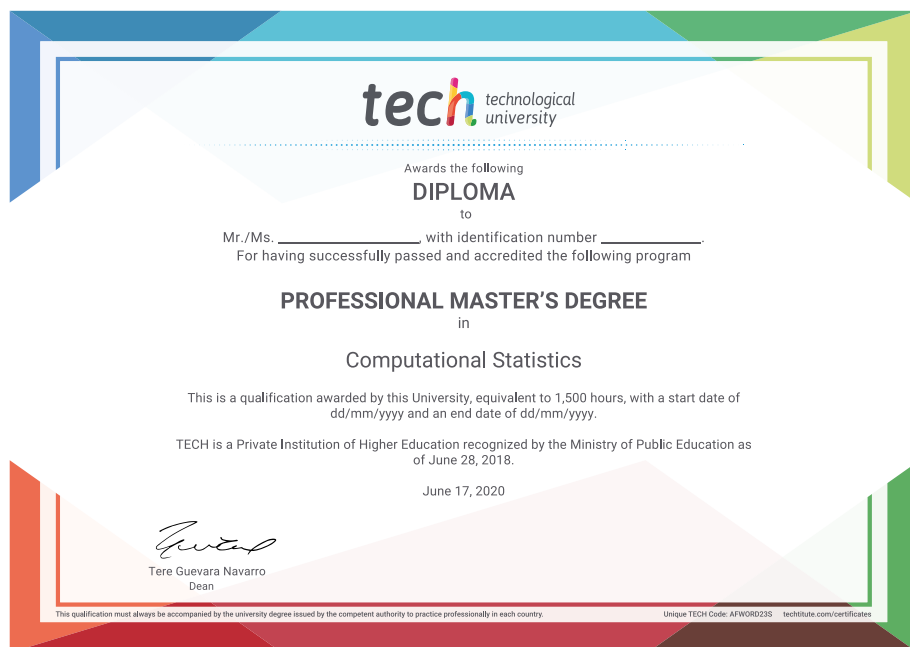 tech technological
university
Awards the following
DIPLOMA
to
Mr./Ms. ____________________, with identification number ______________.
For having successfully passed and accredited the following program
PROFESSIONAL MASTER'S DEGREE
in
Computational Statistics
This is a qualification awarded by this University, equivalent to 1,500 hours, with a start date of
dd/mm/yyyy and an end date of dd/mm/yyyy.
TECH is a Private Institution of Higher Education recognized by the Ministry of Public Education as
of June 28, 2018.
June 17, 2020
Tere Guevara Navarro
Dean
This qualification must always be accompanied by the university degree issued by the competent authority to practice professionally in each country. Unique TECH Code: AFWORD23S techtitute.com/certificates